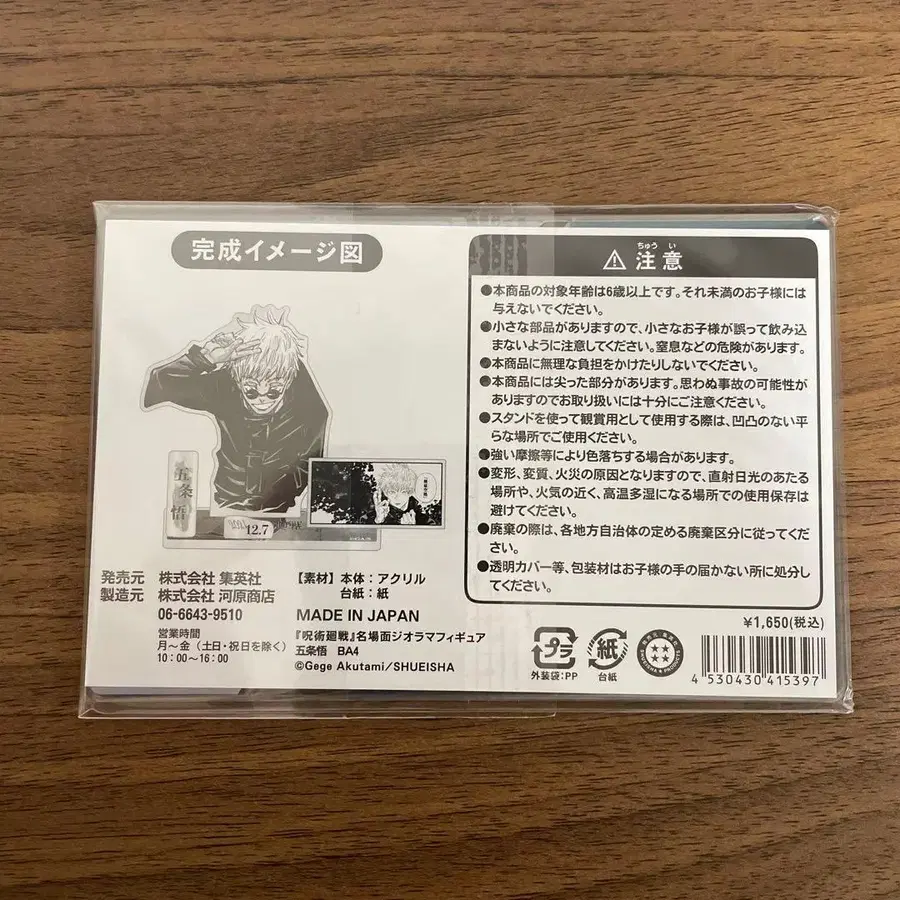 完成イメージ図
五条悟
12.7
発売元 株式会社 集英社
製造元 株式会社 河原商店
06-6643-9510
営業時間
月～金（土日・祝日を除く）
10：00～16：00
【素材】本体：アクリル
台紙：紙
MADE IN JAPAN
『呪術廻戦』名場面ジオラマフィギュア
五条悟 BA4
©Gege Akutami/SHUEISHA
ちゅう い
注意
●本商品の対象年齢は6歳以上です。それ未満のお子様には
与えないでください。
●小さな部品がありますので、小さなお子様が誤って飲み込
まないように注意してください。窒息などの危険があります。
●本商品に無理な負担をかけたりしないでください。
●本商品には尖った部分があります。思わぬ事故の可能性が
ありますのでお取り扱いには十分にご注意ください。
●スタンドを使って観賞用として使用する際は、凹凸のない平
らな場所でご使用ください。
●強い摩擦等により色落ちする場合があります。
●変形、変質、火災の原因となりますので、直射日光のあたる
場所や、火気の近く、高温多湿になる場所での使用保存は
避けてください。
●廃棄の際は、各地方自治体の定める廃棄区分に従ってくだ
さい。
●透明カバー等、包装材はお子様の手の届かない所に処分し
てください。
¥1,650(税込)
プラ
外装袋：PP
紙
台紙
4 530430 415397